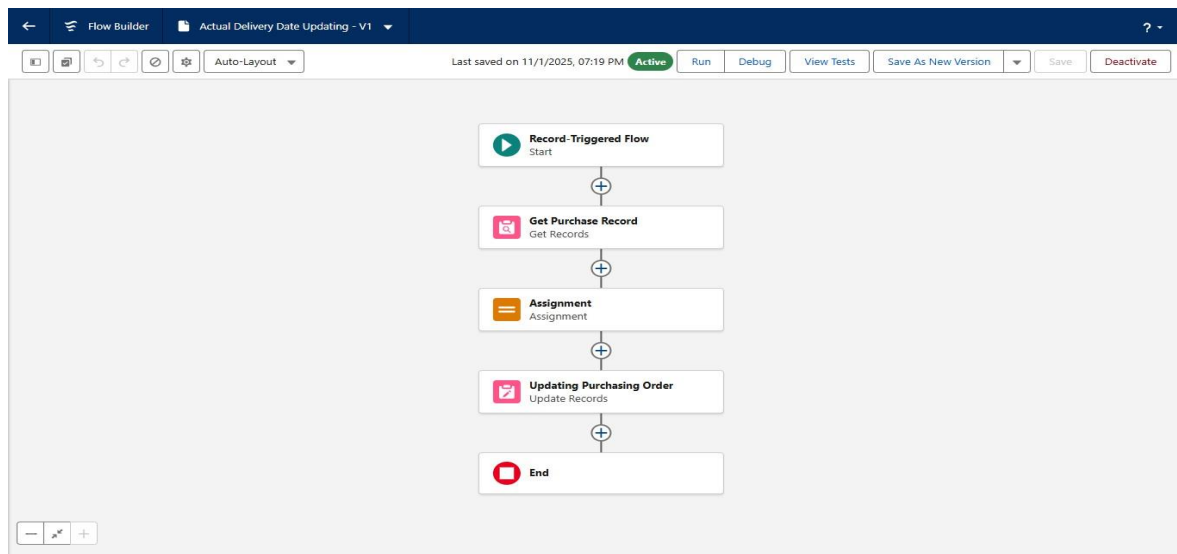 Flow Builder
Actual Delivery Date Updating - V1
? 
Auto-Layout
Last saved on 11/1/2025, 07:19 PM Active Run Debug View Tests Save As New Version Save Deactivate
Record-Triggered Flow
Start
Get Purchase Record
Get Records
Assignment
Assignment
Updating Purchasing Order
Update Records
End